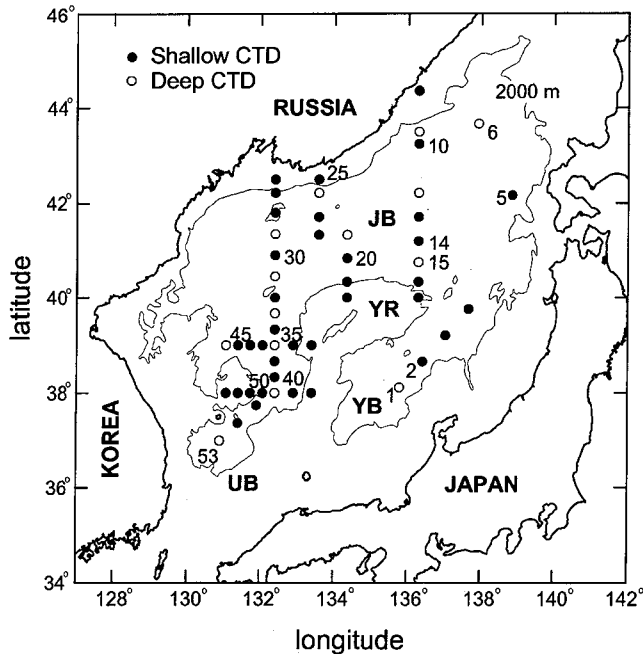 46°
44°
42°
40°
38°
36°
34°
latitude
Shallow CTD
Deep CTD
RUSSIA
2000 m
6
10
25
5
JB
14
30
20
15
YR
45
35
2
50
40
1
YB
53
UB
KOREA
JAPAN
130°
132°
134°
136°
138°
140°
142°
longitude